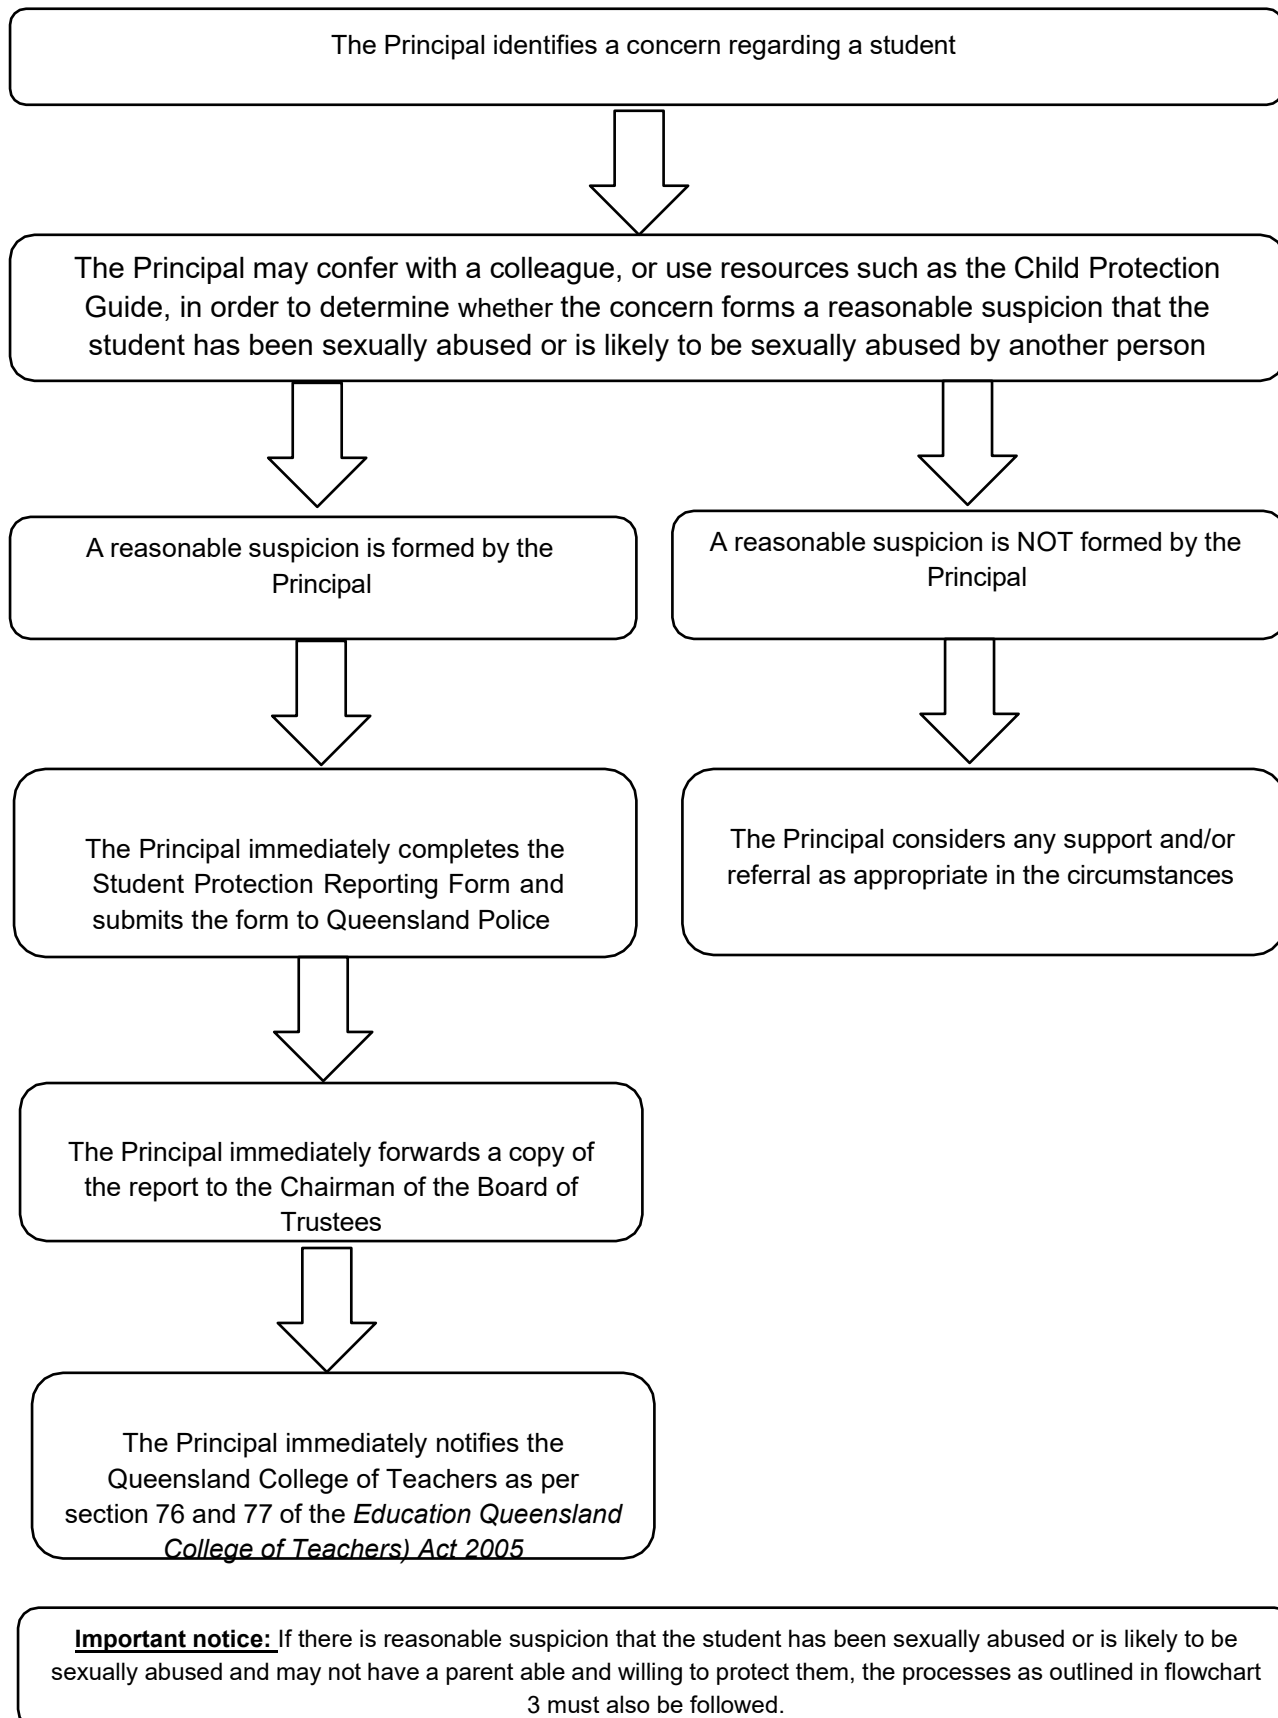 The Principal identifies a concern regarding a student
The Principal may confer with a colleague, or use resources such as the Child Protection
Guide, in order to determine whether the concern forms a reasonable suspicion that the
student has been sexually abused or is likely to be sexually abused by another person
A reasonable suspicion is formed by the
Principal
A reasonable suspicion is NOT formed by the
Principal
The Principal immediately completes the
Student Protection Reporting Form and
submits the form to Queensland Police
The Principal considers any support and/or
referral as appropriate in the circumstances
The Principal immediately forwards a copy of
the report to the Chairman of the Board of
Trustees
The Principal immediately notifies the
Queensland College of Teachers as per
section 76 and 77 of the Education Queensland
College of Teachers) Act 2005
Important notice: If there is reasonable suspicion that the student has been sexually abused or is likely to be
sexually abused and may not have a parent able and willing to protect them, the processes as outlined in flowchart
3 must also be followed.